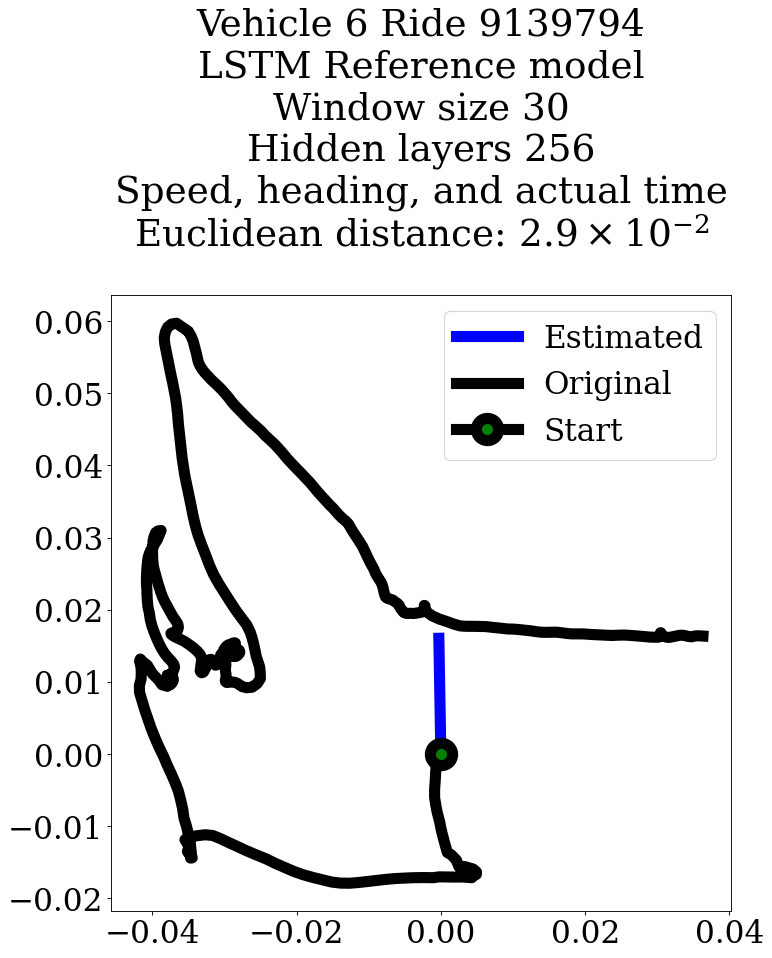 Vehicle 6 Ride 9139794
LSTM Reference model
Window size 30
Hidden layers 256
Speed, heading, and actual time
Euclidean distance: 2.9 × 10⁻²
Estimated
Original
Start
0.06
0.05
0.04
0.03
0.02
0.01
0.00
−0.01
−0.02
−0.04 −0.02 0.00 0.02 0.04